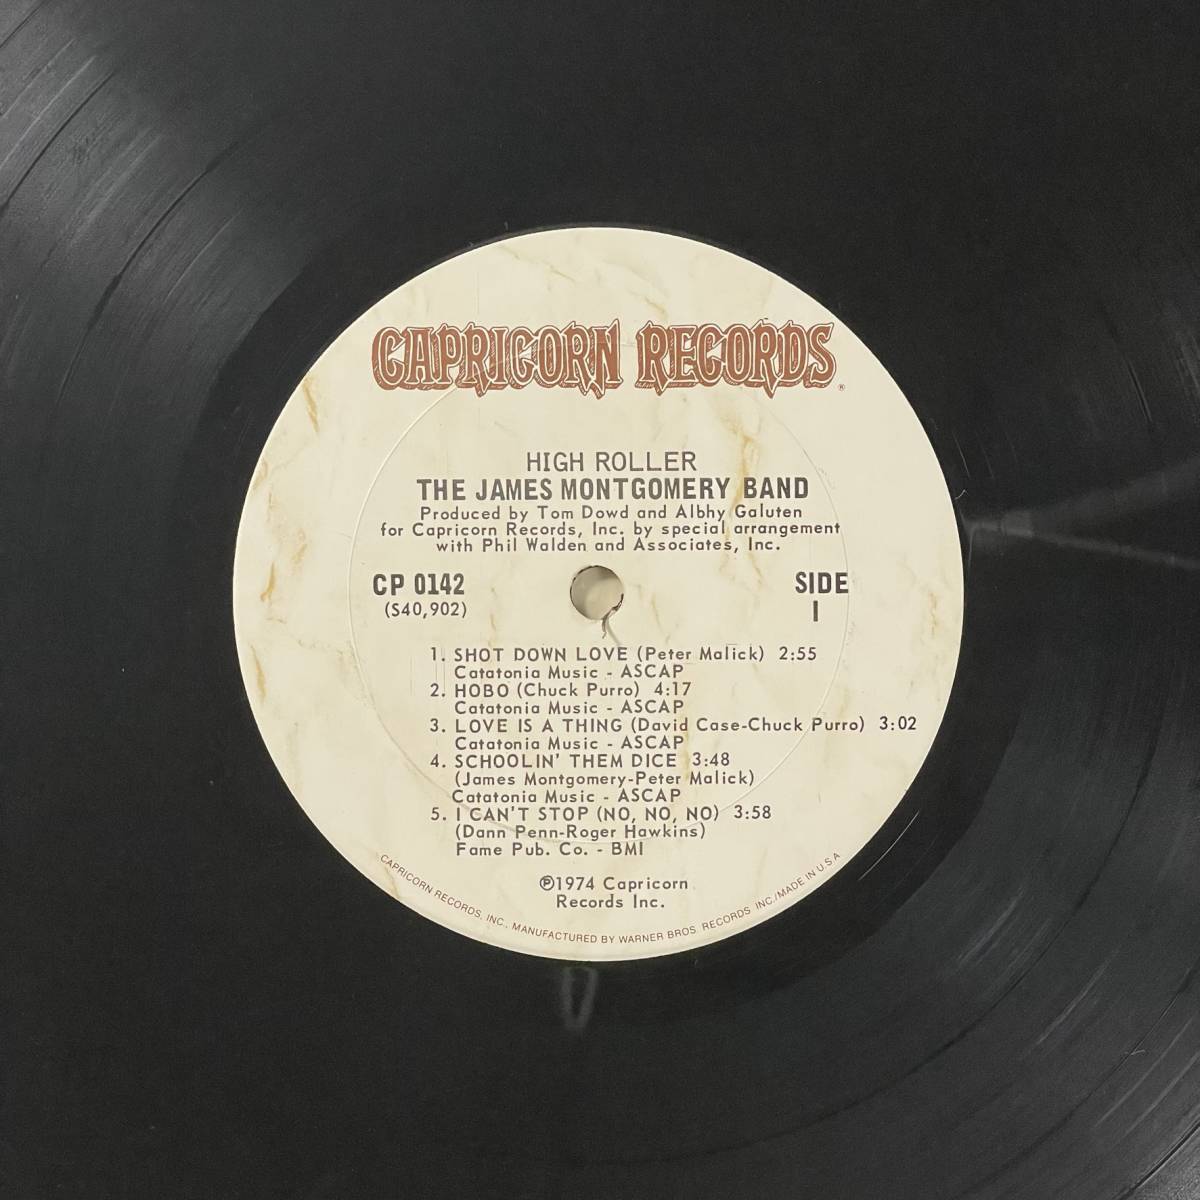 CAPRICORN RECORDS®
HIGH ROLLER
THE JAMES MONTGOMERY BAND
Produced by Tom Dowd and Albhy Galuten
for Capricorn Records, Inc. by special arrangement
with Phil Walden and Associates, Inc.
CP 0142 SIDE
(S40,902) I
1. SHOT DOWN LOVE (Peter Malick) 2:55
Catatonia Music - ASCAP
2. HOBO (Chuck Purro) 4:17
Catatonia Music - ASCAP
3. LOVE IS A THING (David Case-Chuck Purro) 3:02
Catatonia Music - ASCAP
4. SCHOOLIN' THEM DICE 3:48
(James Montgomery-Peter Malick)
Catatonia Music - ASCAP
5. I CAN'T STOP (NO, NO, NO) 3:58
(Dann Penn-Roger Hawkins)
Fame Pub. Co. - BMI
℗1974 Capricorn
Records Inc.
CAPRICORN RECORDS, INC., MANUFACTURED BY WARNER BROS. RECORDS INC./MADE IN U.S.A